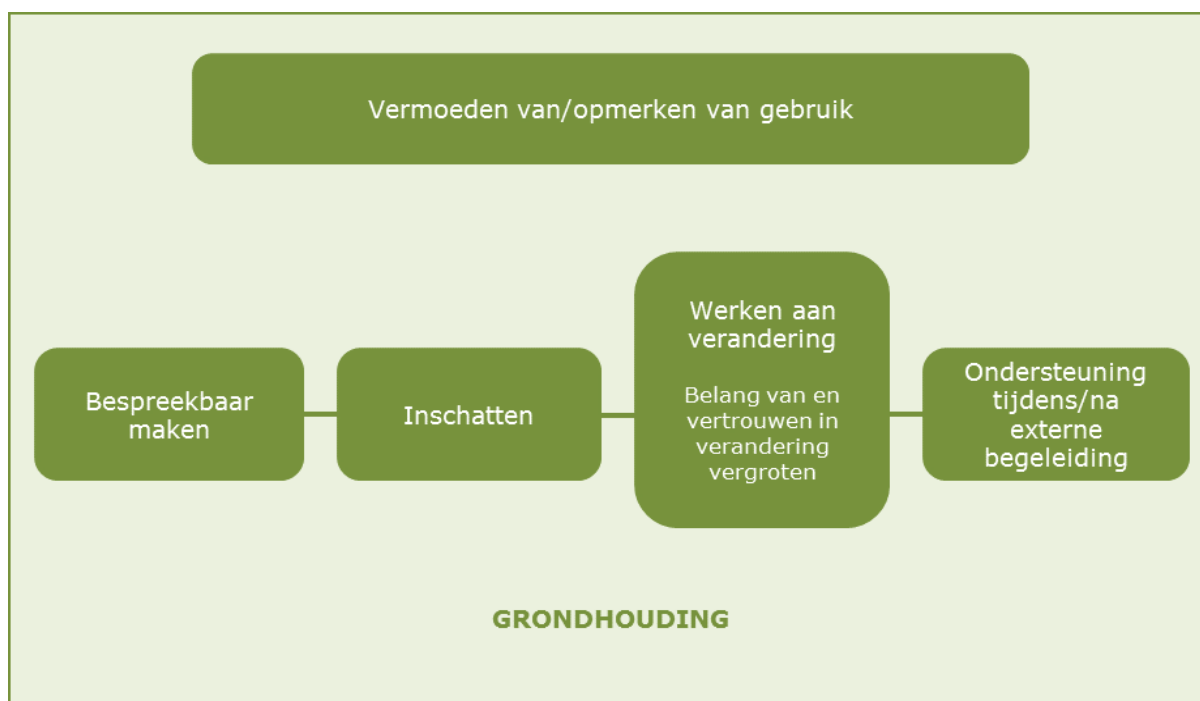 Vermoeden van/opmerken van gebruik
Bespreekbaar
maken
Inschatten
Werken aan
verandering
Belang van en
vertrouwen in
verandering
vergroten
Ondersteuning
tijdens/na
externe
begeleiding
GRONDHOUDING